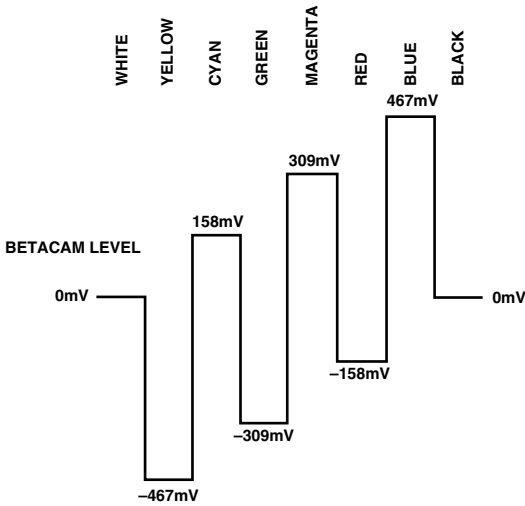 WHITE
YELLOW
CYAN
GREEN
MAGENTA
RED
BLUE
BLACK
467mV
309mV
158mV
BETACAM LEVEL
0mV
0mV
–158mV
–309mV
–467mV